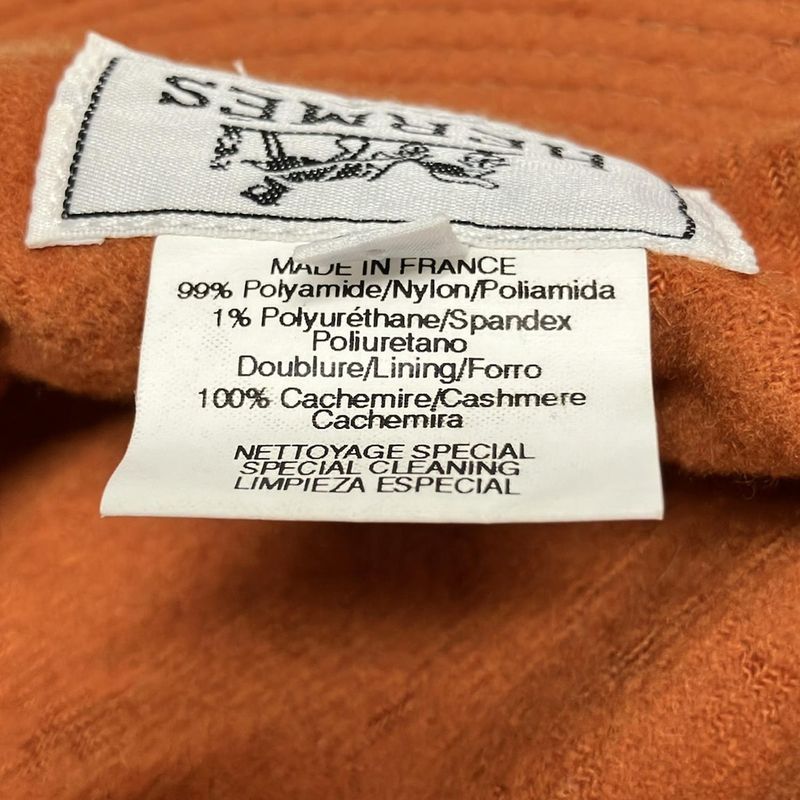 HERMES
MADE IN FRANCE
99% Polyamide/Nylon/Poliamida
1% Polyuréthane/Spandex
Poliuretano
Doublure/Lining/Forro
100% Cachemire/Cashmere
Cachemira
NETTOYAGE SPECIAL
SPECIAL CLEANING
LIMPIEZA ESPECIAL